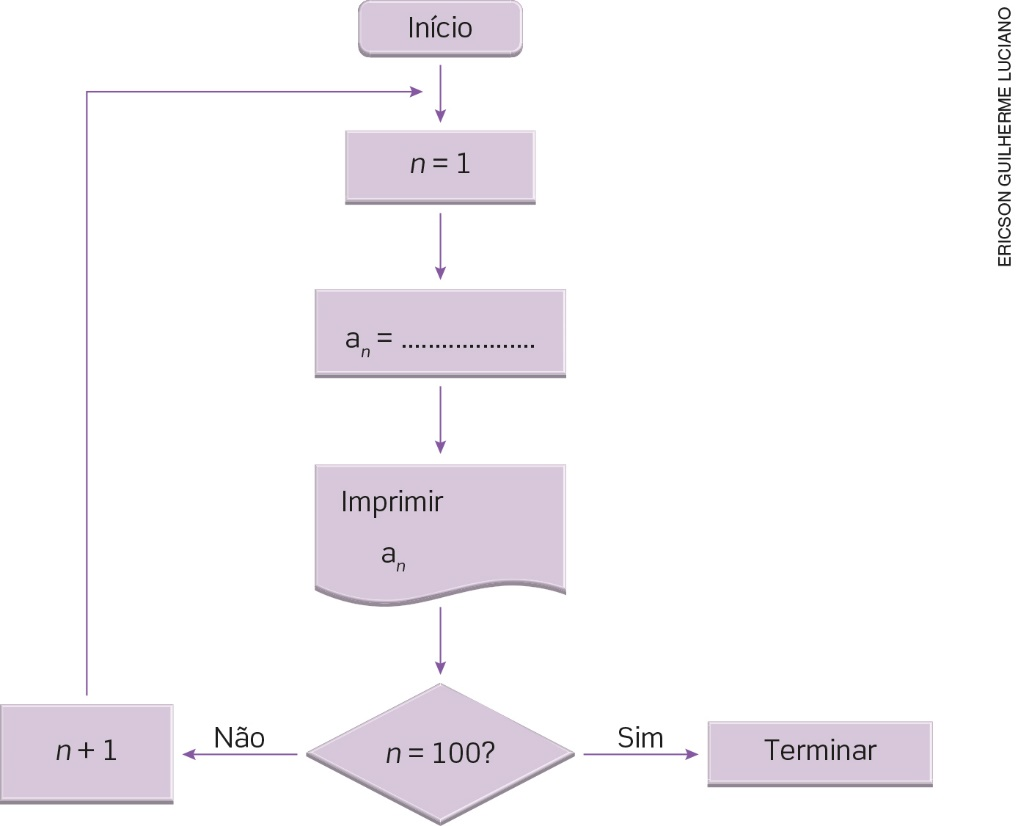 Início
n = 1
aₙ = ....................
Imprimir
aₙ
n = 100?
Não
Sim
n + 1
Terminar
ERICSON GUILHERME LUCIANO